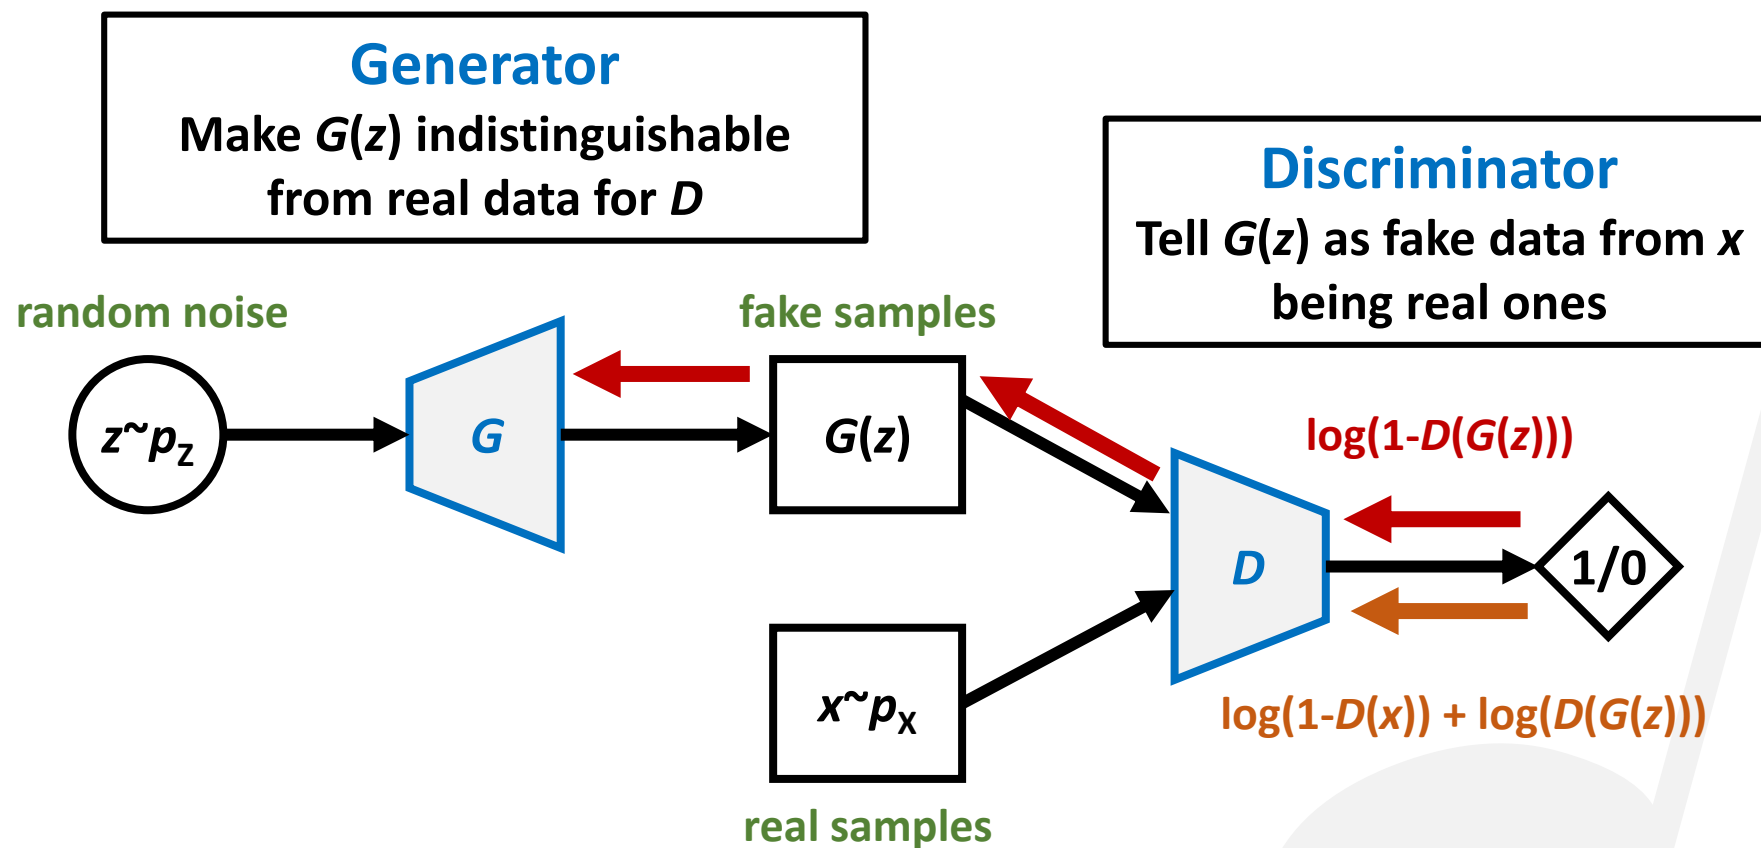 Generator
Make G(z) indistinguishable
from real data for D
Discriminator
Tell G(z) as fake data from x
being real ones
random noise
fake samples
z~pZ
G
G(z)
log(1-D(G(z)))
D
1/0
x~pX
log(1-D(x)) + log(D(G(z)))
real samples